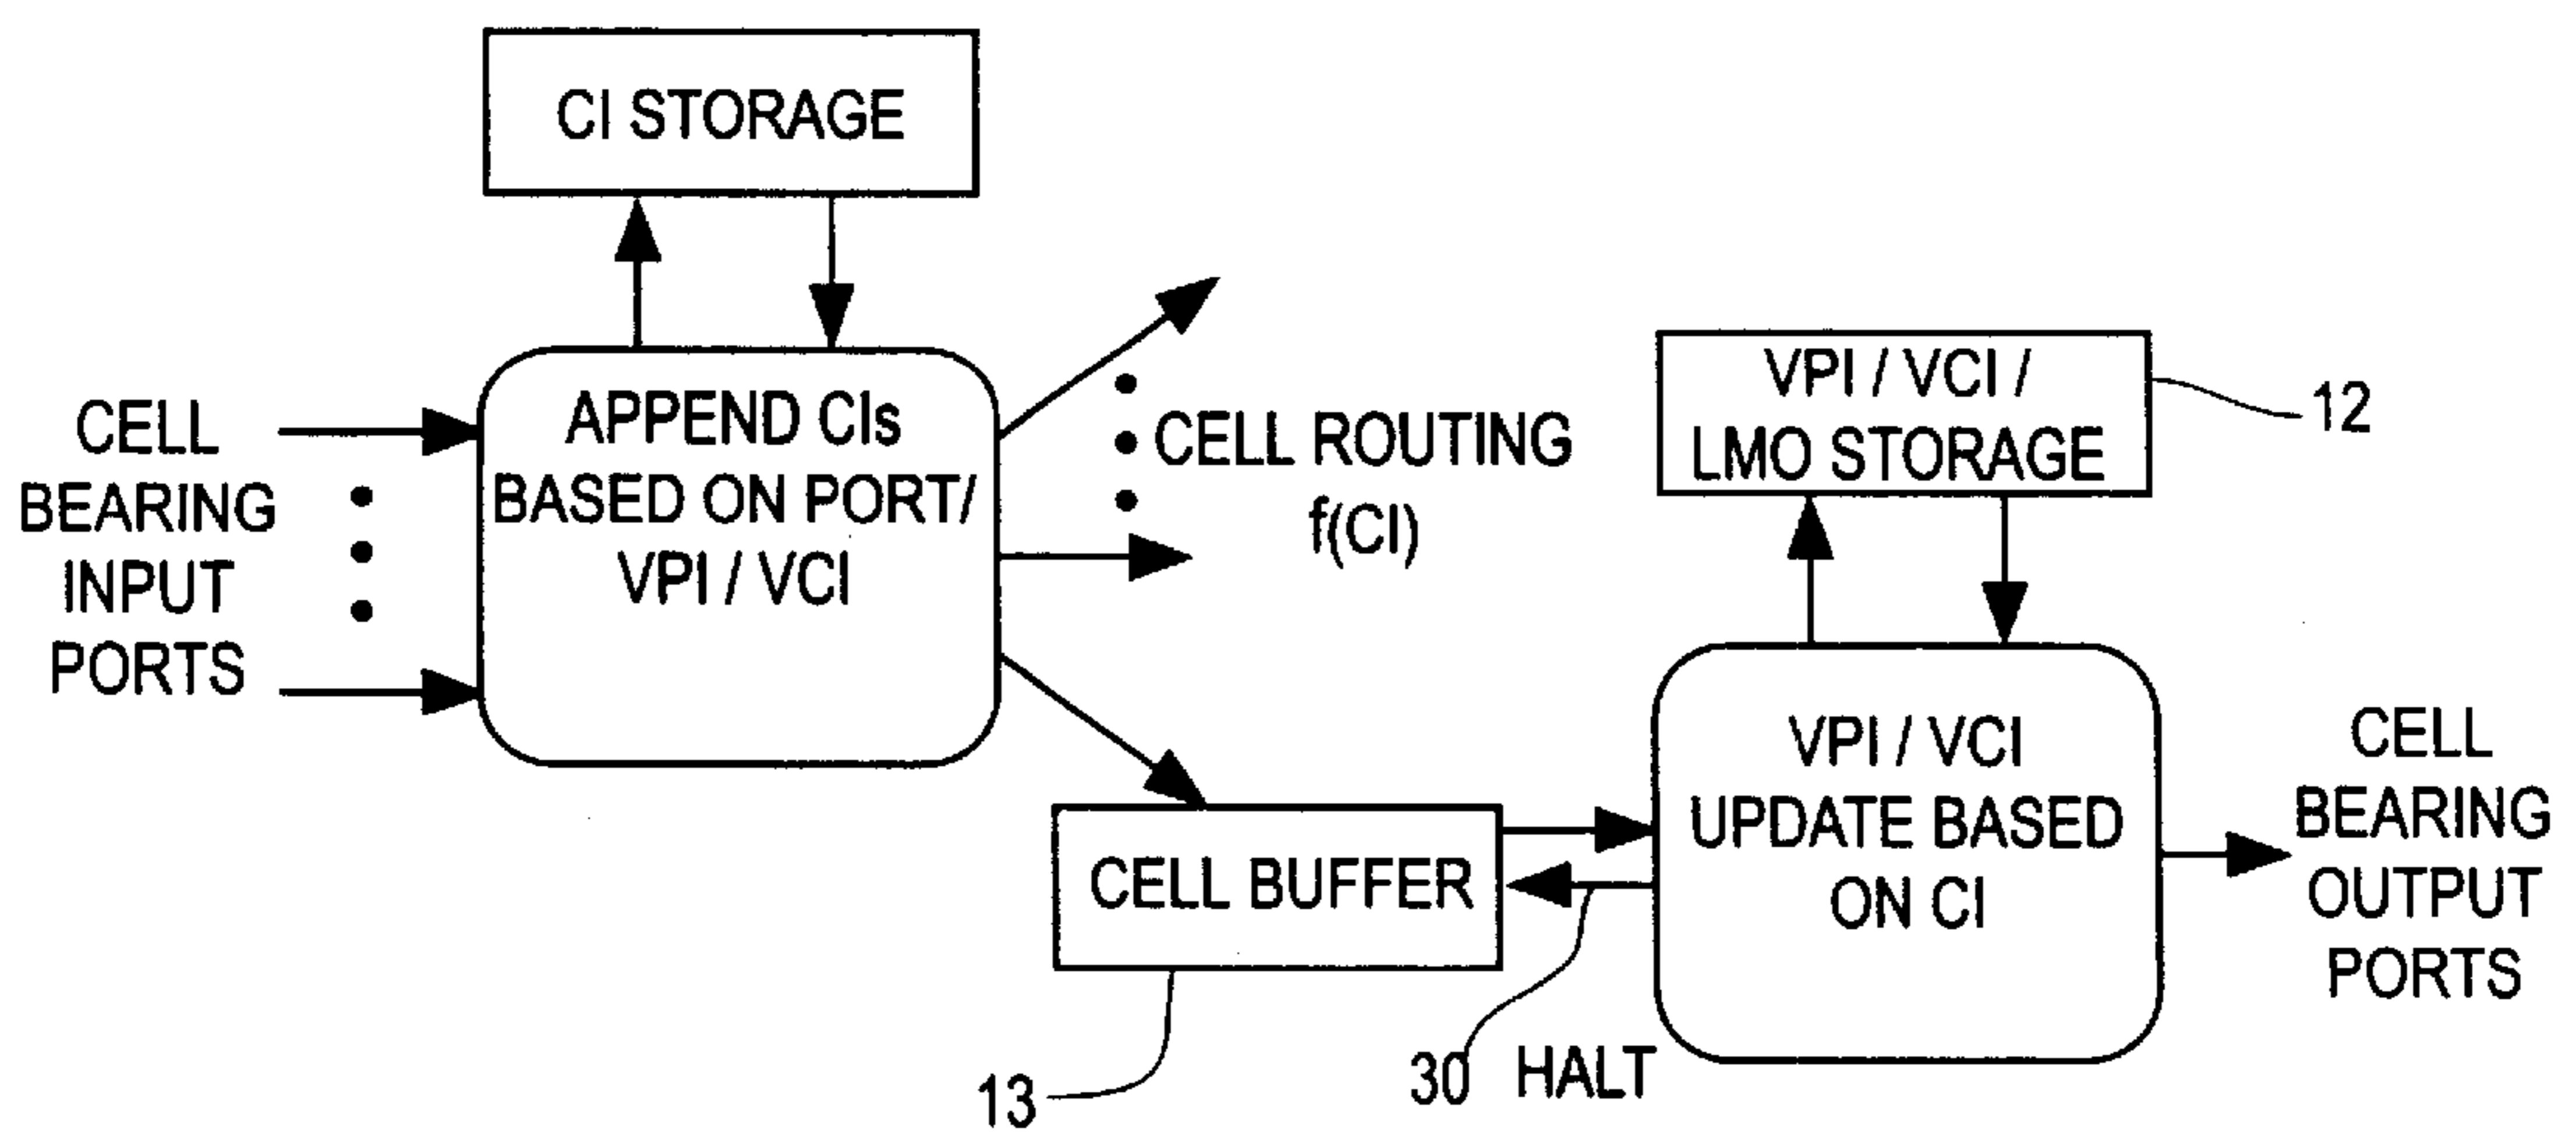 CI STORAGE
CELL
BEARING
INPUT
PORTS
APPEND CIs
BASED ON PORT/
VPI / VCI
CELL ROUTING
f(CI)
VPI / VCI /
LMO STORAGE
12
CELL BUFFER
13
30
HALT
VPI / VCI
UPDATE BASED
ON CI
CELL
BEARING
OUTPUT
PORTS